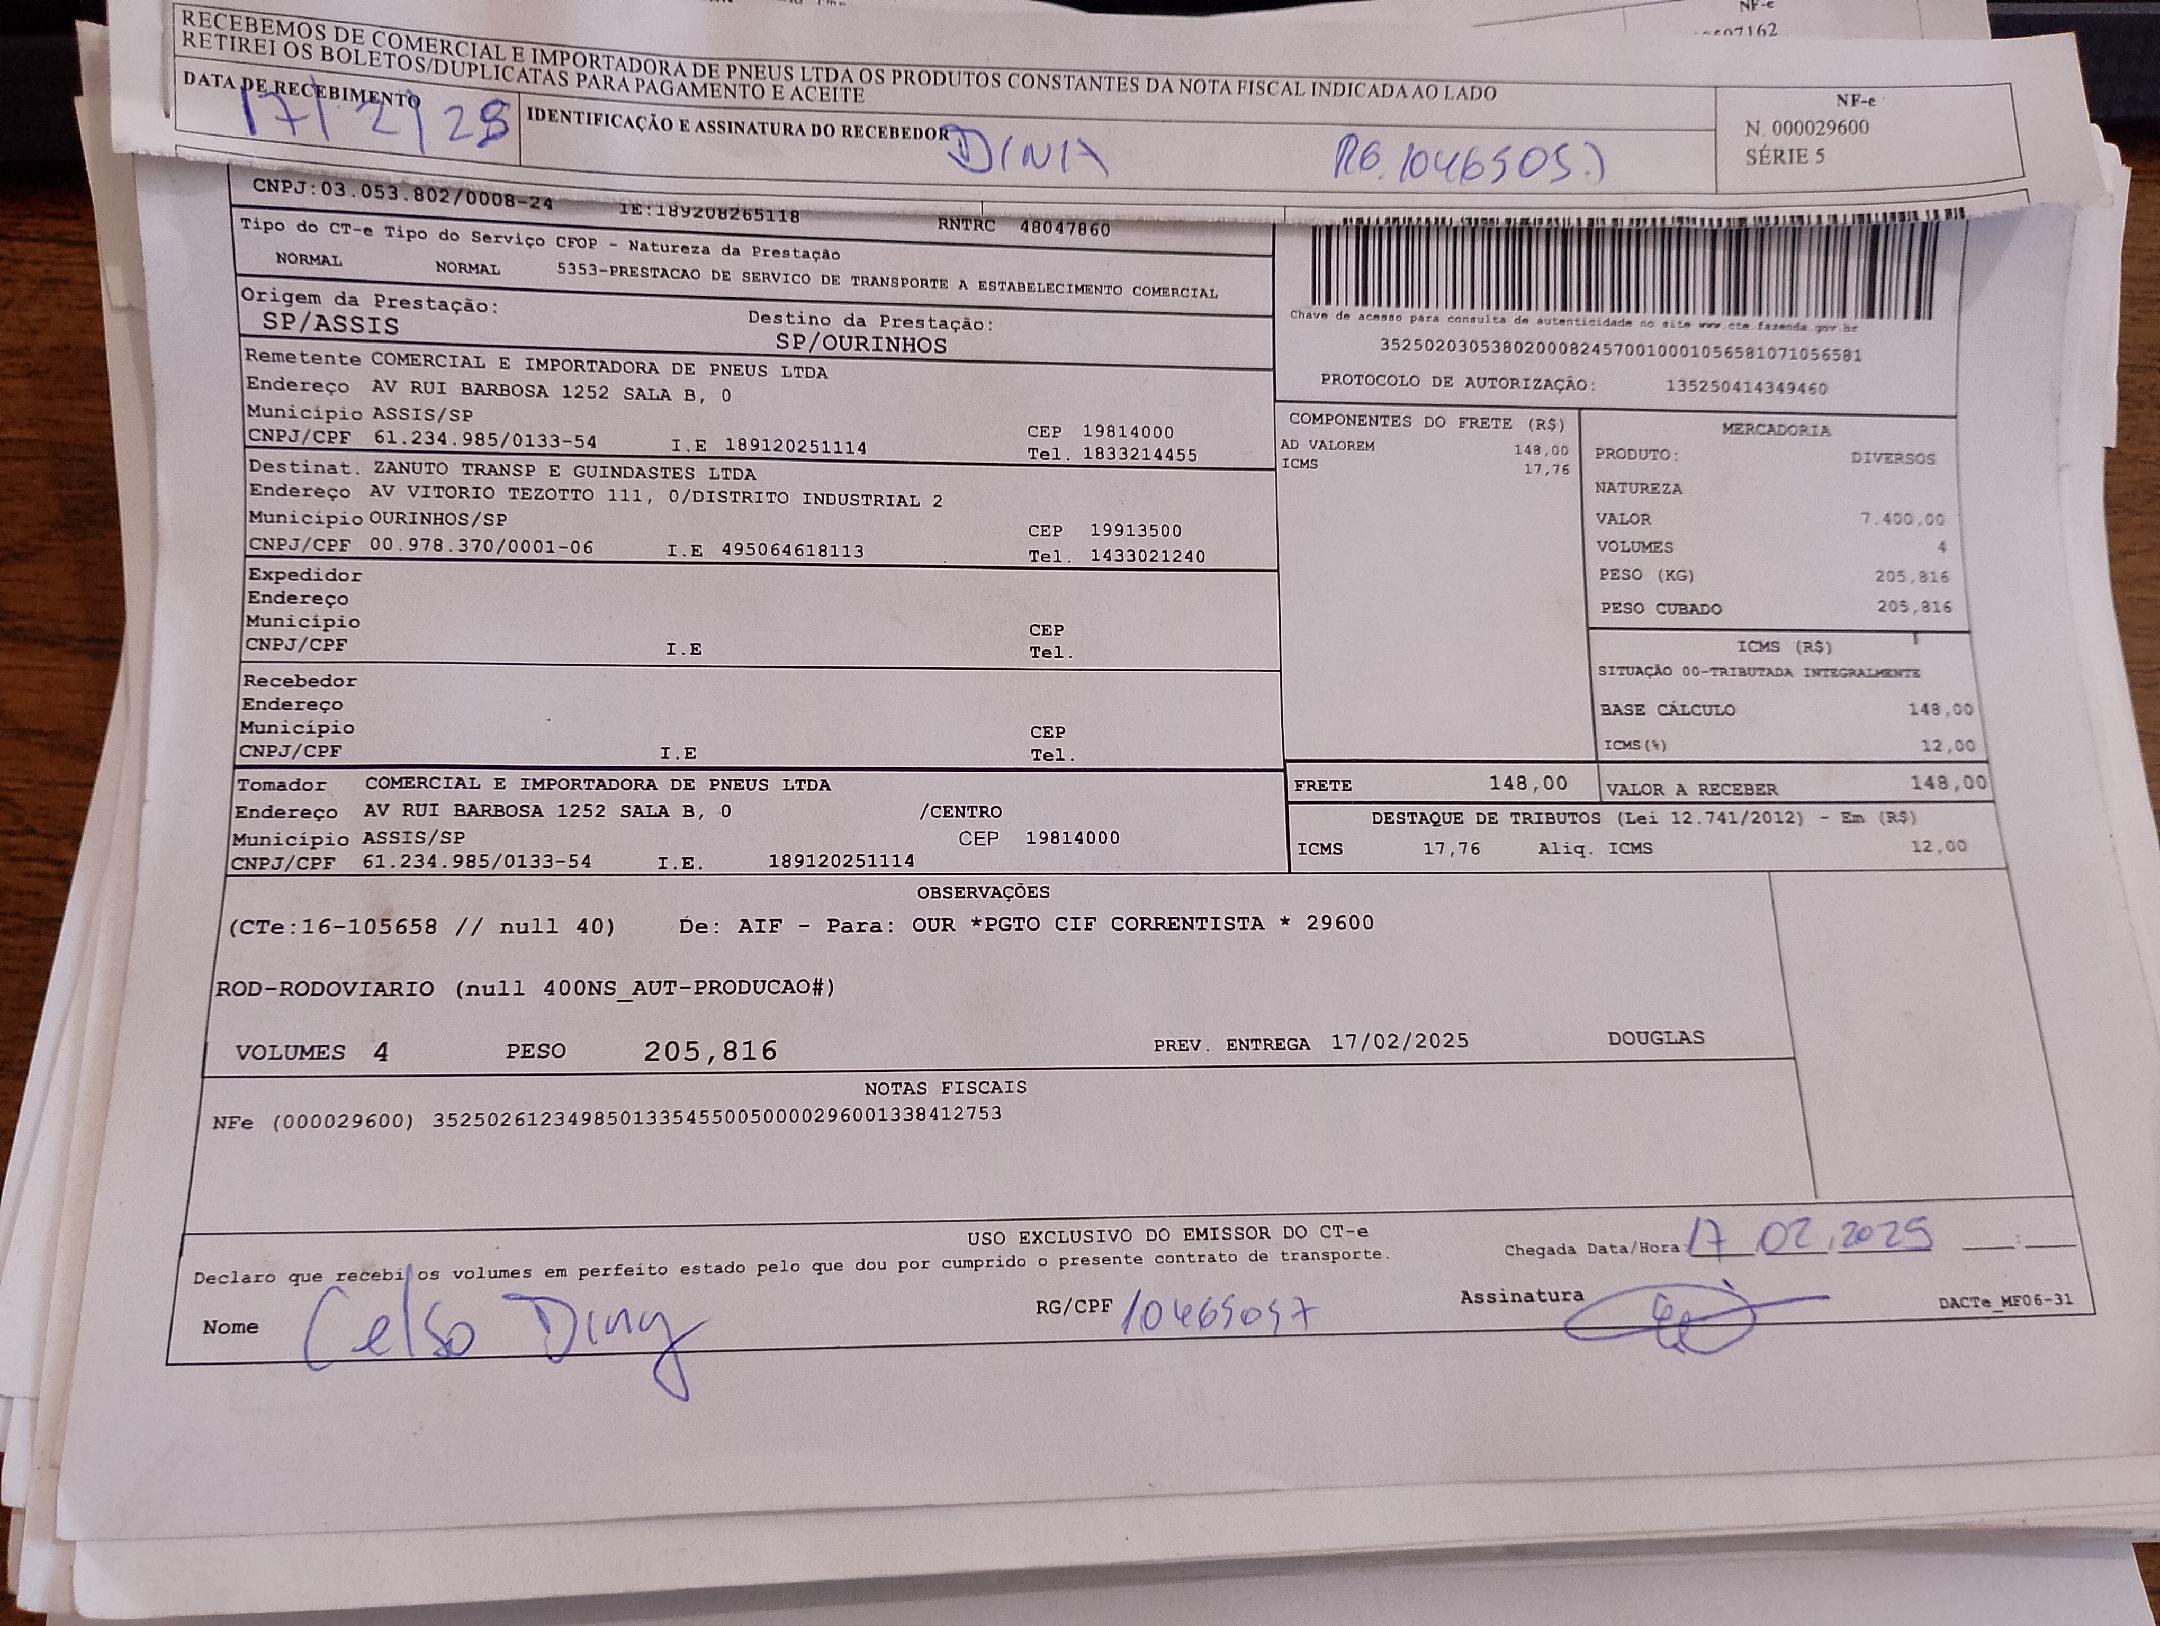 NF-e
RECEBEMOS DE COMERCIAL E IMPORTADORA DE PNEUS LTDA OS PRODUTOS CONSTANTES DA NOTA FISCAL INDICADA AO LADO
RETIREI OS BOLETOS/DUPLICATAS PARA PAGAMENTO E ACEITE
DATA DE RECEBIMENTO
17/2/25
IDENTIFICAÇÃO E ASSINATURA DO RECEBEDOR
RG.
NF-e
N. 000029600
SÉRIE 5
CNPJ:03.053.802/0008-24 IE:189208265118 RNTRC 48047860
Tipo do CT-e Tipo do Serviço CFOP - Natureza da Prestação
NORMAL NORMAL 5353-PRESTACAO DE SERVICO DE TRANSPORTE A ESTABELECIMENTO COMERCIAL
Origem da Prestação: Destino da Prestação:
SP/ASSIS SP/OURINHOS
Remetente COMERCIAL E IMPORTADORA DE PNEUS LTDA
Endereço AV RUI BARBOSA 1252 SALA B, 0
Município ASSIS/SP CEP 19814000
CNPJ/CPF 61.234.985/0133-54 I.E 189120251114 Tel. 1833214455
Destinat. ZANUTO TRANSP E GUINDASTES LTDA
Endereço AV VITORIO TEZOTTO 111, 0/DISTRITO INDUSTRIAL 2
Município OURINHOS/SP CEP 19913500
CNPJ/CPF 00.978.370/0001-06 I.E 495064618113 Tel. 1433021240
Expedidor
Endereço
Município CEP
CNPJ/CPF I.E Tel.
Recebedor
Endereço
Município CEP
CNPJ/CPF I.E Tel.
Tomador COMERCIAL E IMPORTADORA DE PNEUS LTDA
Endereço AV RUI BARBOSA 1252 SALA B, 0 /CENTRO
Município ASSIS/SP CEP 19814000
CNPJ/CPF 61.234.985/0133-54 I.E. 189120251114
Chave de acesso para consulta de autenticidade no site www.cte.fazenda.gov.br
35250203053802000824570010001056581071056581
PROTOCOLO DE AUTORIZAÇÃO: 135250414349460
COMPONENTES DO FRETE (R$)
AD VALOREM 148,00
ICMS 17,76
MERCADORIA
PRODUTO: DIVERSOS
NATUREZA
VALOR 7.400,00
VOLUMES 4
PESO (KG) 205,816
PESO CUBADO 205,816
ICMS (R$)
SITUAÇÃO 00-TRIBUTADA INTEGRALMENTE
BASE CÁLCULO 148,00
ICMS(%) 12,00
FRETE 148,00 VALOR A RECEBER 148,00
DESTAQUE DE TRIBUTOS (Lei 12.741/2012) - Em (R$)
ICMS 17,76 Aliq. ICMS 12,00
OBSERVAÇÕES
(CTe:16-105658 // null 40) De: AIF - Para: OUR *PGTO CIF CORRENTISTA * 29600
ROD-RODOVIARIO (null 400NS_AUT-PRODUCAO#)
VOLUMES 4 PESO 205,816 PREV. ENTREGA 17/02/2025 DOUGLAS
NOTAS FISCAIS
NFe (000029600) 35250261234985013354550050000296001338412753
USO EXCLUSIVO DO EMISSOR DO CT-e
Declaro que recebi os volumes em perfeito estado pelo que dou por cumprido o presente contrato de transporte.
Chegada Data/Hora 17 02,2025 __:__
Nome Celso RG/CPF Assinatura
DACTe_MF06-31